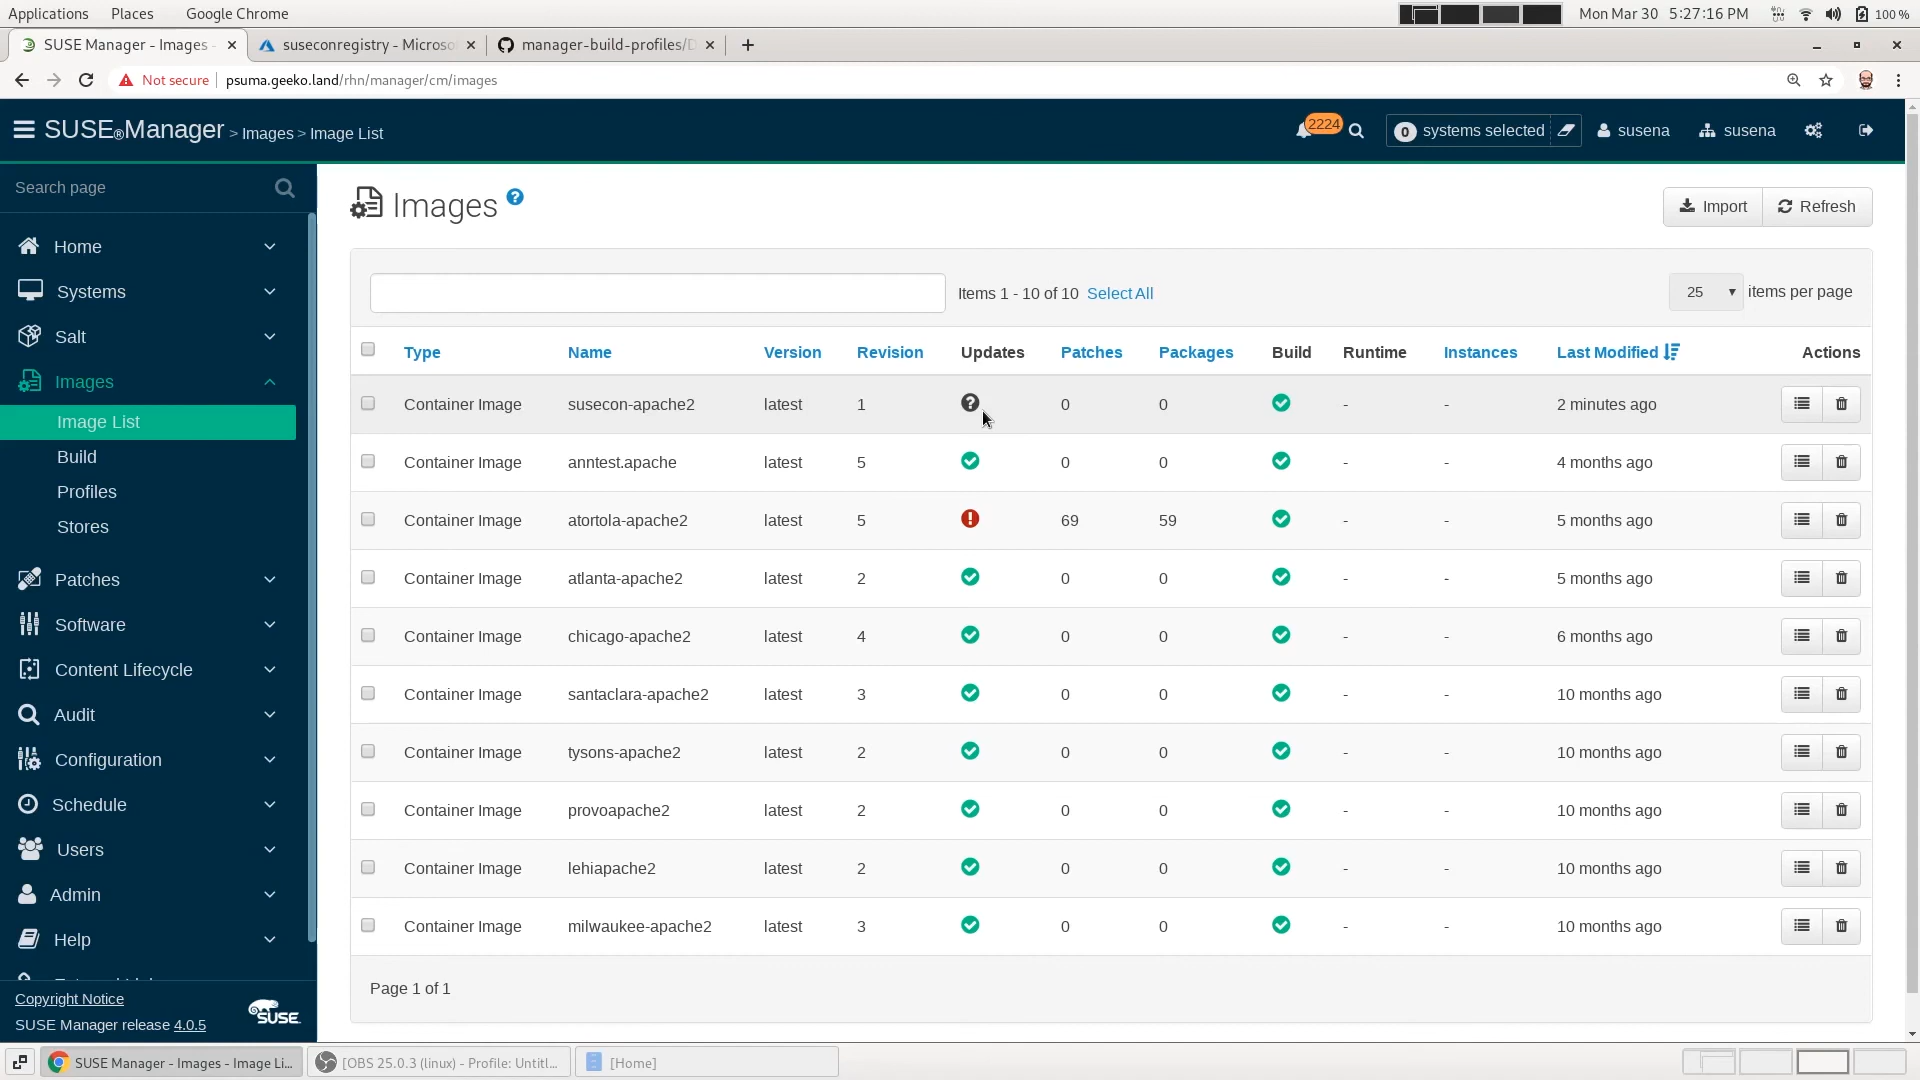 Applications Places Google Chrome Mon Mar 30 5:27:16 PM 100 %
SUSE Manager - Images - suseconregistry - Microso manager-build-profiles/D
Not secure psuma.geeko.land/rhn/manager/cm/images
SUSE®Manager > Images > Image List 2224 0 systems selected susena susena
Search page
Home
Systems
Salt
Images
Image List
Build
Profiles
Stores
Patches
Software
Content Lifecycle
Audit
Configuration
Schedule
Users
Admin
Help
Copyright Notice
SUSE Manager release 4.0.5
SUSE
Images ? Import Refresh
Items 1 - 10 of 10 Select All 25 items per page
Type Name Version Revision Updates Patches Packages Build Runtime Instances Last Modified Actions
Container Image susecon-apache2 latest 1 ? 0 0 - - 2 minutes ago
Container Image anntest.apache latest 5 0 0 - - 4 months ago
Container Image atortola-apache2 latest 5 ! 69 59 - - 5 months ago
Container Image atlanta-apache2 latest 2 0 0 - - 5 months ago
Container Image chicago-apache2 latest 4 0 0 - - 6 months ago
Container Image santaclara-apache2 latest 3 0 0 - - 10 months ago
Container Image tysons-apache2 latest 2 0 0 - - 10 months ago
Container Image provoapache2 latest 2 0 0 - - 10 months ago
Container Image lehiapache2 latest 2 0 0 - - 10 months ago
Container Image milwaukee-apache2 latest 3 0 0 - - 10 months ago
Page 1 of 1
SUSE Manager - Images - Image Li... [OBS 25.0.3 (linux) - Profile: Untitl... [Home]